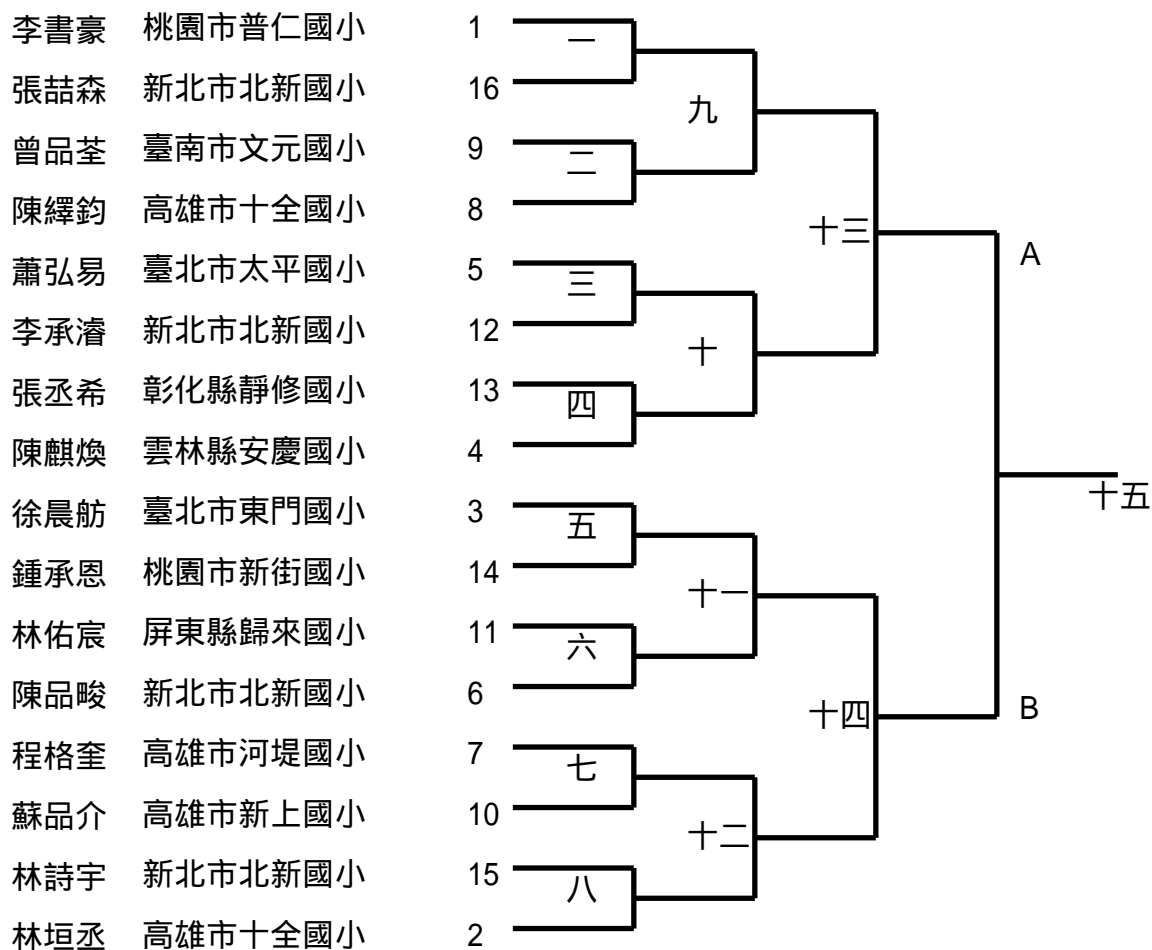 李書豪 桃園市普仁國小 1
一
張喆森 新北市北新國小 16
九
曾品荃 臺南市文元國小 9
二
陳繹鈞 高雄市十全國小 8
十三
A
蕭弘易 臺北市太平國小 5
三
李承濬 新北市北新國小 12
十
張丞希 彰化縣靜修國小 13
四
陳麒煥 雲林縣安慶國小 4
十五
徐晨舫 臺北市東門國小 3
五
鍾承恩 桃園市新街國小 14
十一
林佑宸 屏東縣歸來國小 11
六
陳品畯 新北市北新國小 6
十四
B
程格奎 高雄市河堤國小 7
七
蘇品介 高雄市新上國小 10
十二
林詩宇 新北市北新國小 15
八
林垣丞 高雄市十全國小 2